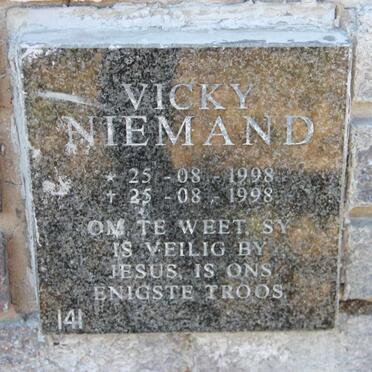 VICKY
NIEMAND
* 25 - 08 - 1998
† 25 - 08 - 1998
OM TE WEET, SY
IS VEILIG BY
JESUS, IS ONS
ENIGSTE TROOS
141